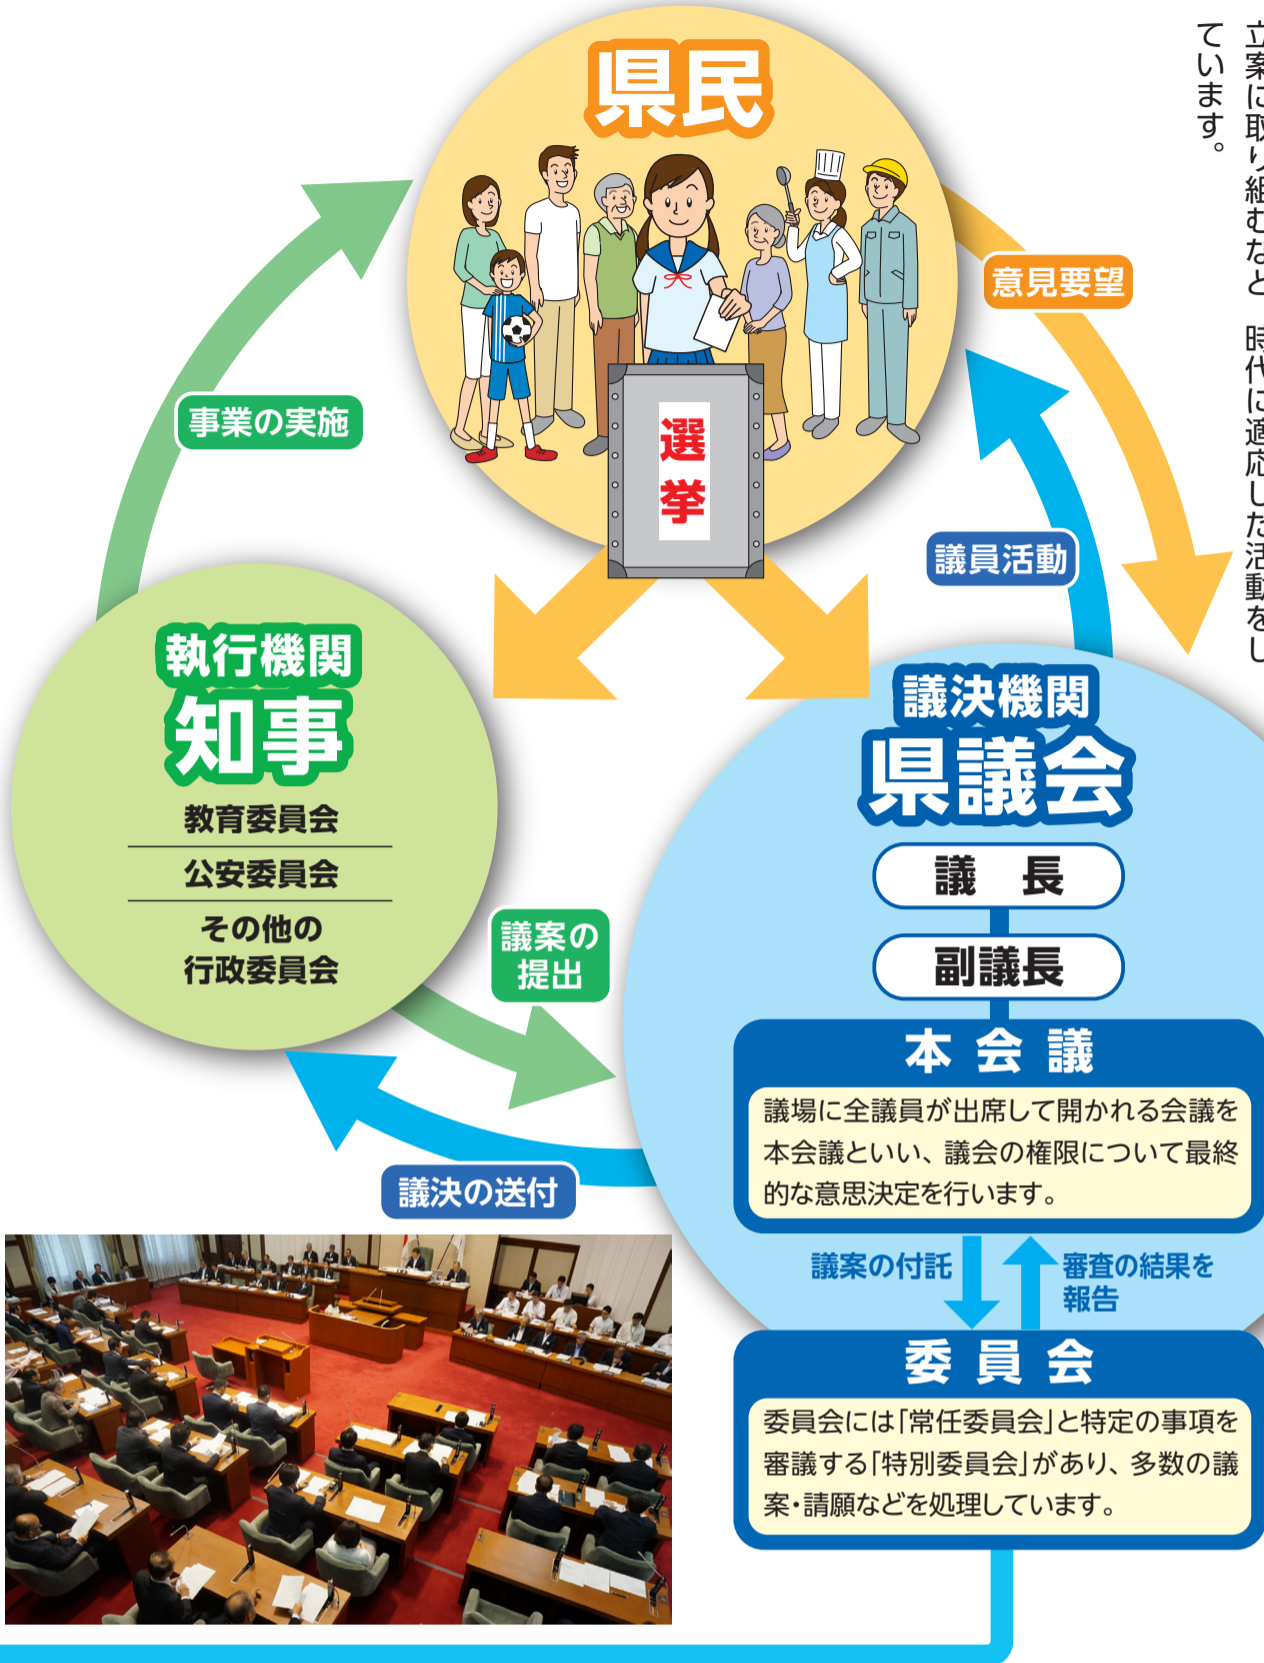 立案に取り組むなど、時代に適応した活動をし
ています。
県民
選挙
意見要望
事業の実施
議員活動
執行機関
知事
教育委員会
公安委員会
その他の
行政委員会
議案の
提出
議決の送付
議決機関
県議会
議 長
副議長
本会議
議場に全議員が出席して開かれる会議を
本会議といい、議会の権限について最終
的な意思決定を行います。
議案の付託
審査の結果を
報告
委員会
委員会には「常任委員会」と特定の事項を
審議する「特別委員会」があり、多数の議
案・請願などを処理しています。